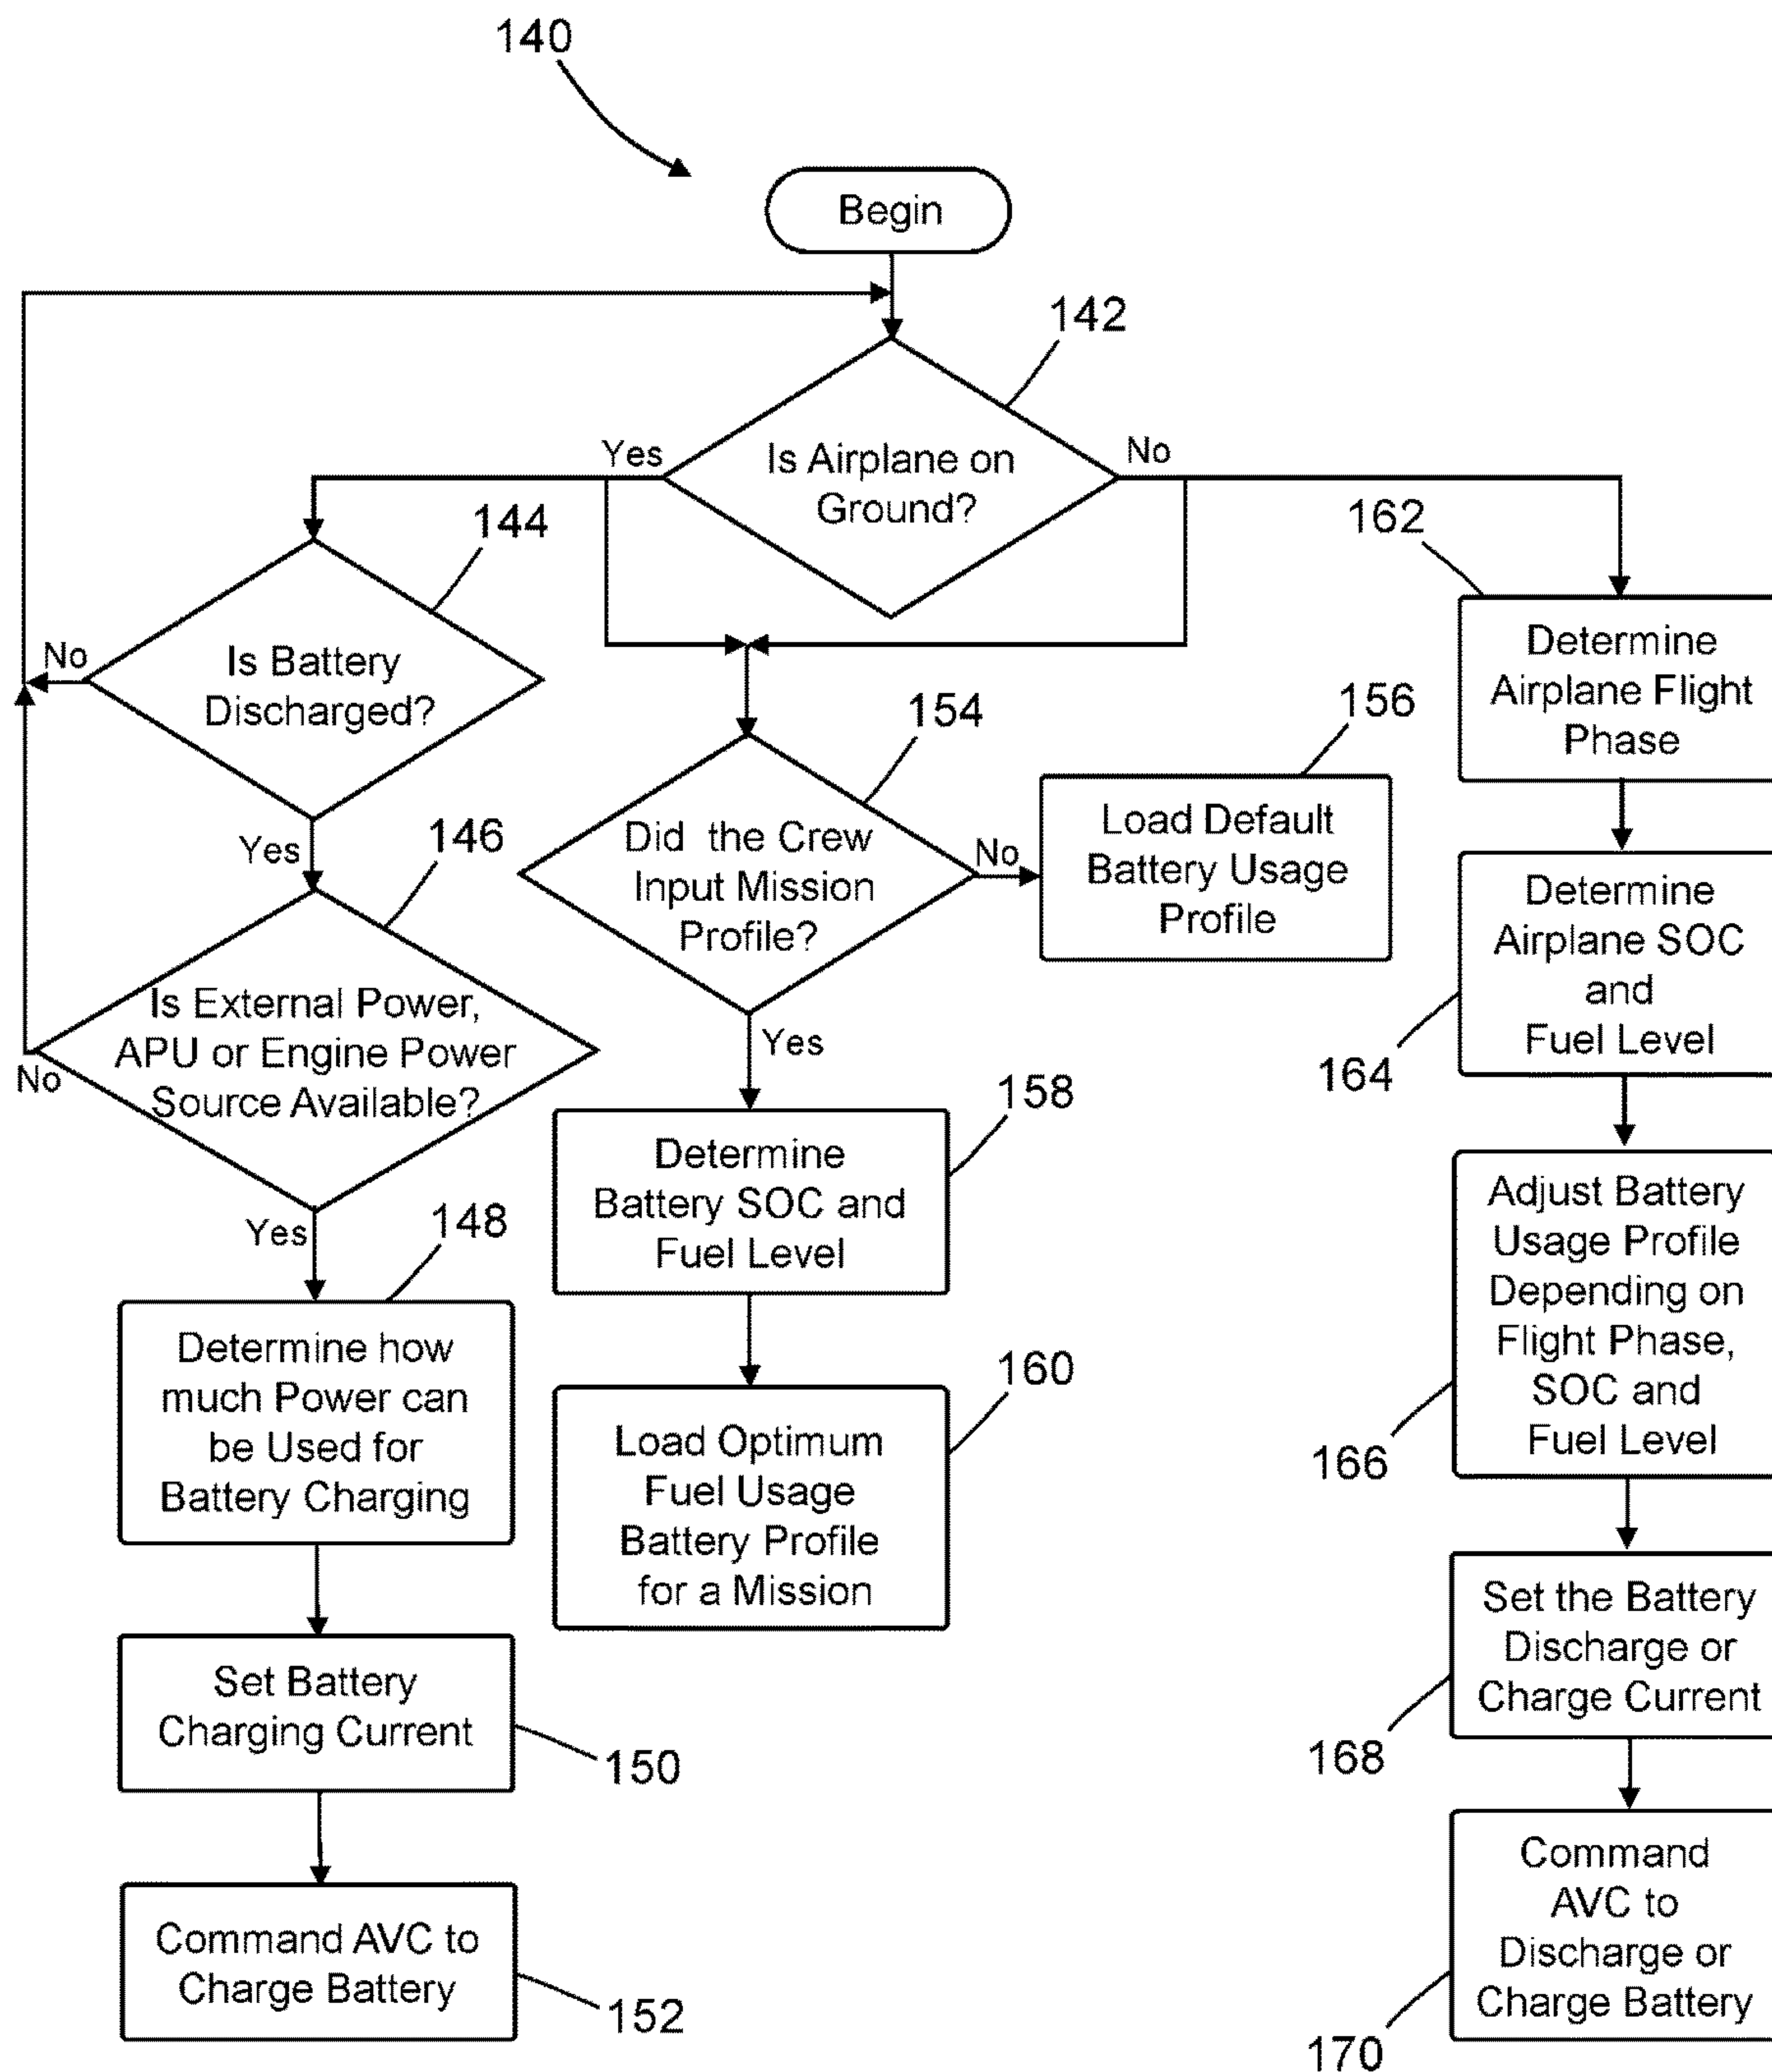 140
Begin
142
Yes
Is Airplane on
Ground?
No
144
Is Battery
Discharged?
No
Yes
162
Determine
Airplane Flight
Phase
154
Did the Crew
Input Mission
Profile?
No
Yes
156
Load Default
Battery Usage
Profile
146
Is External Power,
APU or Engine Power
Source Available?
No
Yes
Determine
Airplane SOC
and
Fuel Level
164
158
Determine
Battery SOC and
Fuel Level
148
Determine how
much Power can
be Used for
Battery Charging
160
Load Optimum
Fuel Usage
Battery Profile
for a Mission
Adjust Battery
Usage Profile
Depending on
Flight Phase,
SOC and
Fuel Level
166
Set Battery
Charging Current
150
Set the Battery
Discharge or
Charge Current
168
Command AVC to
Charge Battery
152
Command
AVC to
Discharge or
Charge Battery
170